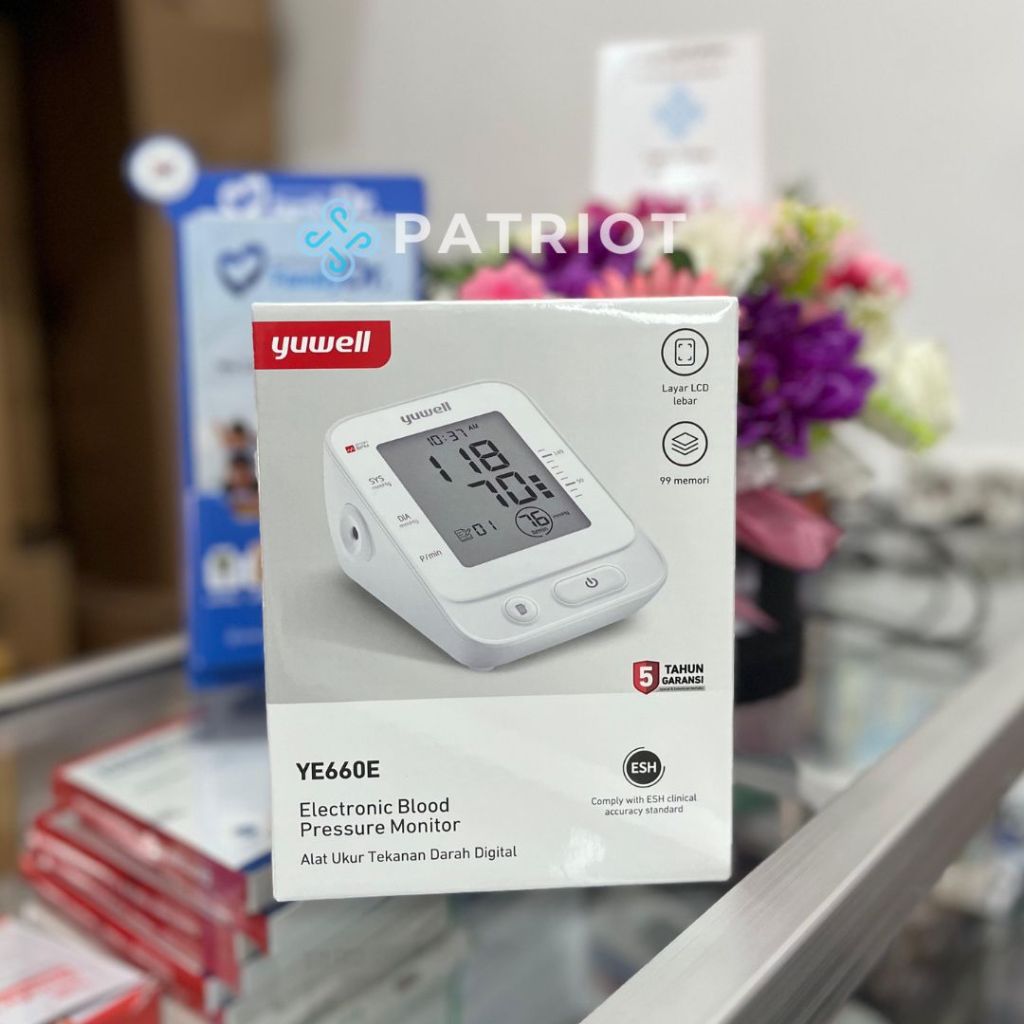 PATRIOT
yuwell
Layar LCD
lebar
99 memori
yuwell
10:37 AM
SYS
mmHg
118
DIA
mmHg
70
P/min
01
76
5 TAHUN
GARANSI
YE660E
Electronic Blood
Pressure Monitor
Alat Ukur Tekanan Darah Digital
ESH
Comply with ESH clinical
accuracy standard